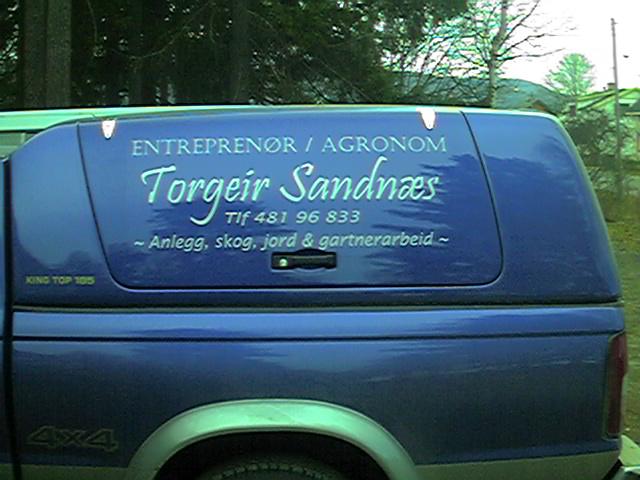 ENTREPRENØR / AGRONOM
Torgeir Sandnæs
Tlf 481 96 833
~ Anlegg, skog, jord & gartnerarbeid ~
KING TOP 185
4x4